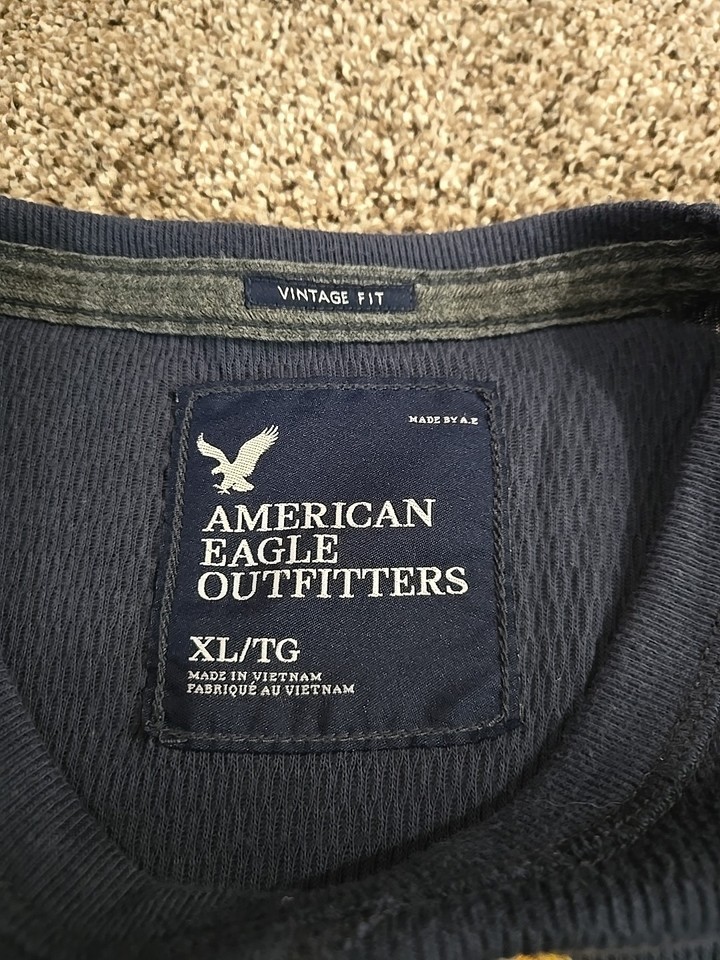 VINTAGE FIT
MADE BY A.E
AMERICAN
EAGLE
OUTFITTERS
XL/TG
MADE IN VIETNAM
FABRIQUÉ AU VIETNAM